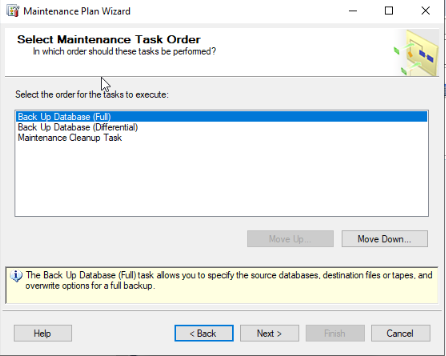 Maintenance Plan Wizard
Select Maintenance Task Order
In which order should these tasks be performed?
Select the order for the tasks to execute:
Back Up Database (Full)
Back Up Database (Differential)
Maintenance Cleanup Task
Move Up...
Move Down...
The Back Up Database (Full) task allows you to specify the source databases, destination files or tapes, and
overwrite options for a full backup.
Help
< Back
Next >
Finish
Cancel